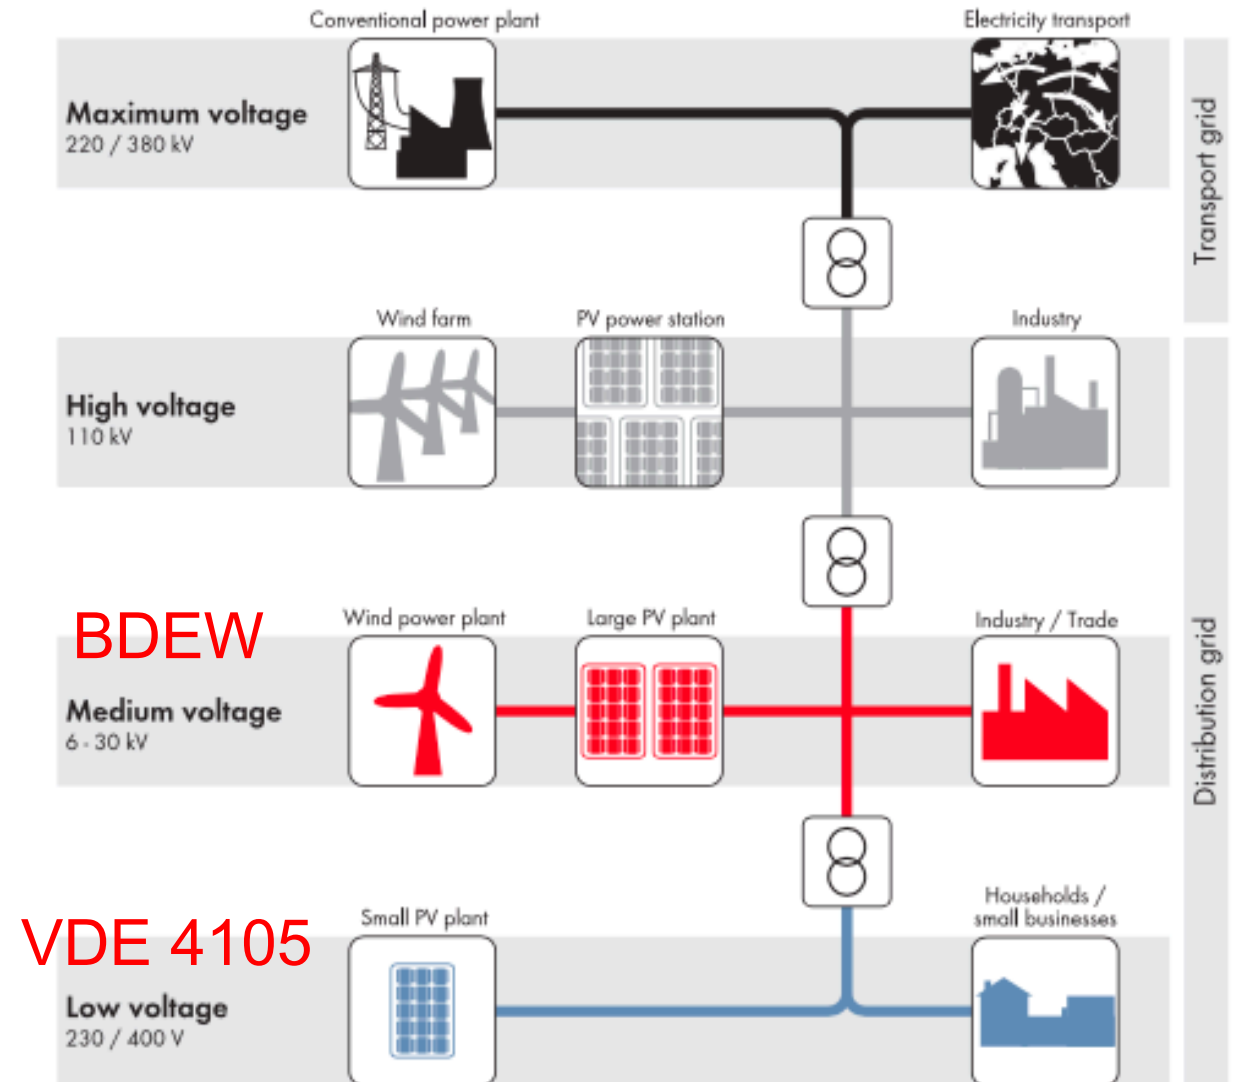 Conventional power plant
Electricity transport
Maximum voltage
220 / 380 kV
Transport grid
Wind farm
PV power station
Industry
High voltage
110 kV
BDEW
Wind power plant
Large PV plant
Industry / Trade
Medium voltage
6 - 30 kV
Distribution grid
VDE 4105
Small PV plant
Households /
small businesses
Low voltage
230 / 400 V